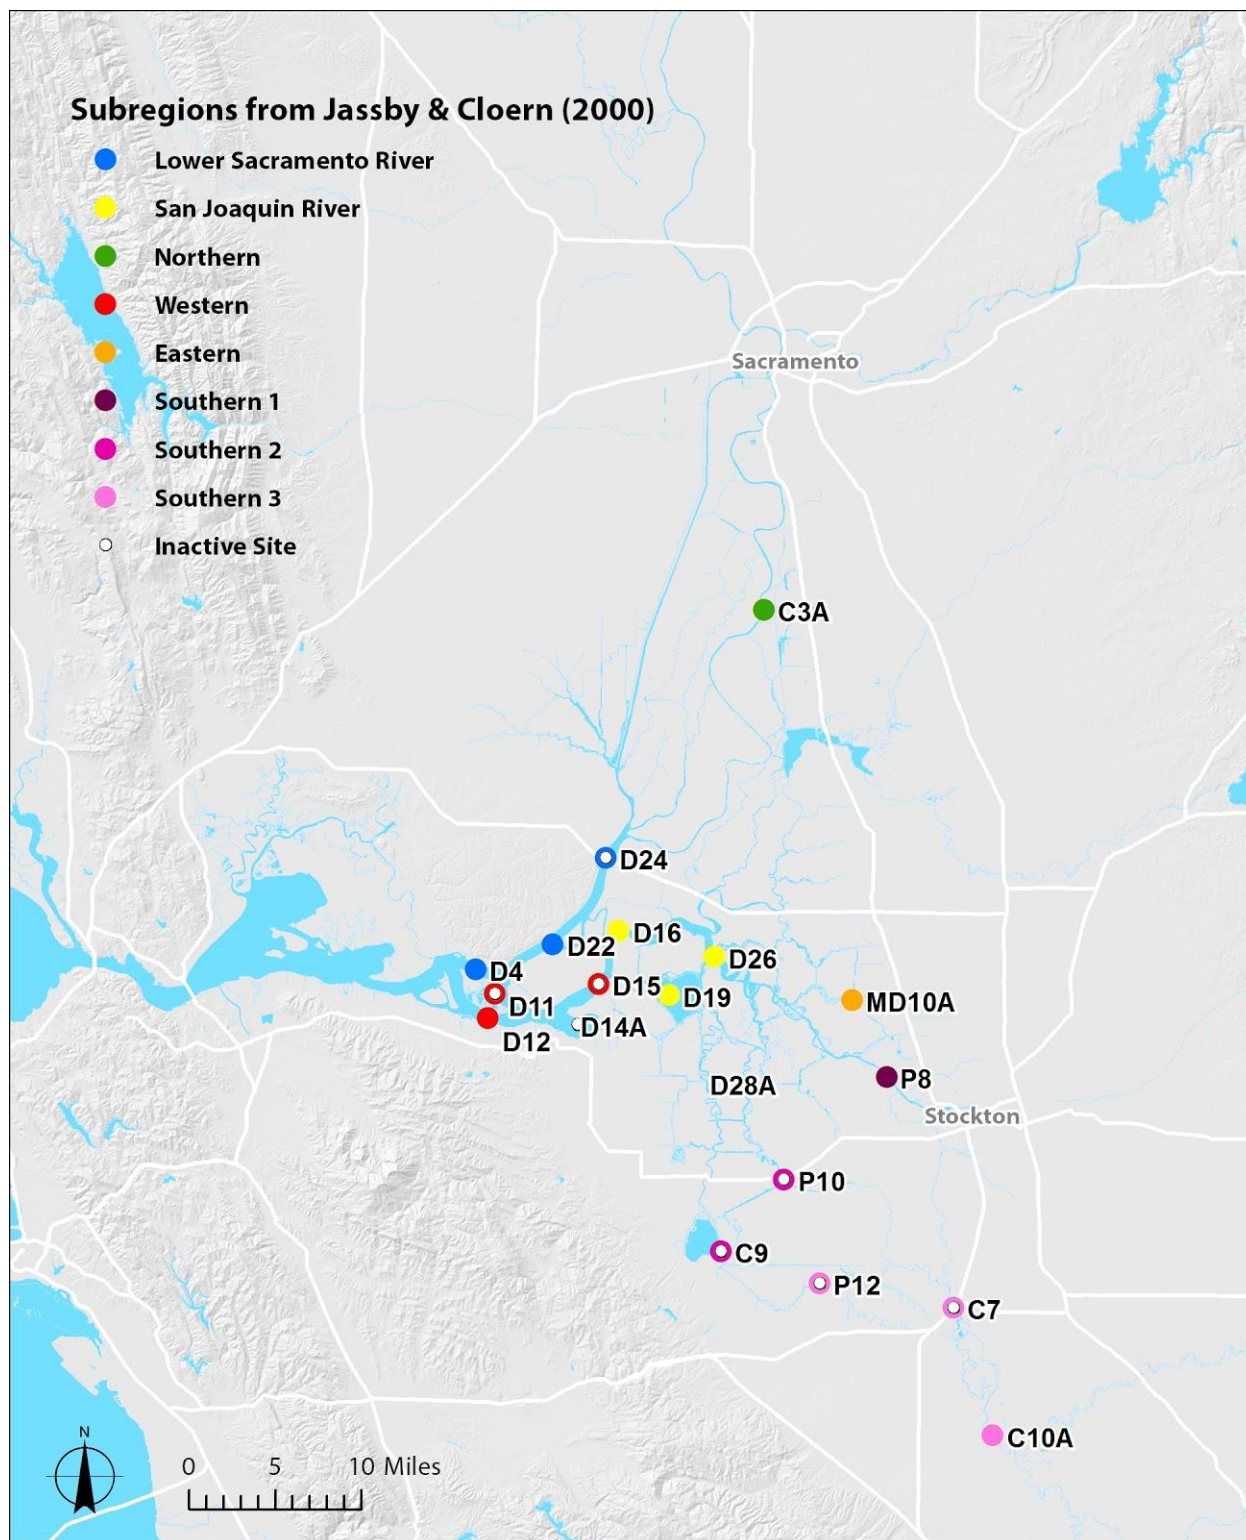 Subregions from Jassby & Cloern (2000)
Lower Sacramento River
San Joaquin River
Northern
Western
Eastern
Southern 1
Southern 2
Southern 3
Inactive Site
Sacramento
C3A
D24
D22
D16
D26
D4
D11
D15
D19
MD10A
D12
D14A
D28A
P8
Stockton
P10
C9
P12
C7
C10A
N
0 5 10 Miles